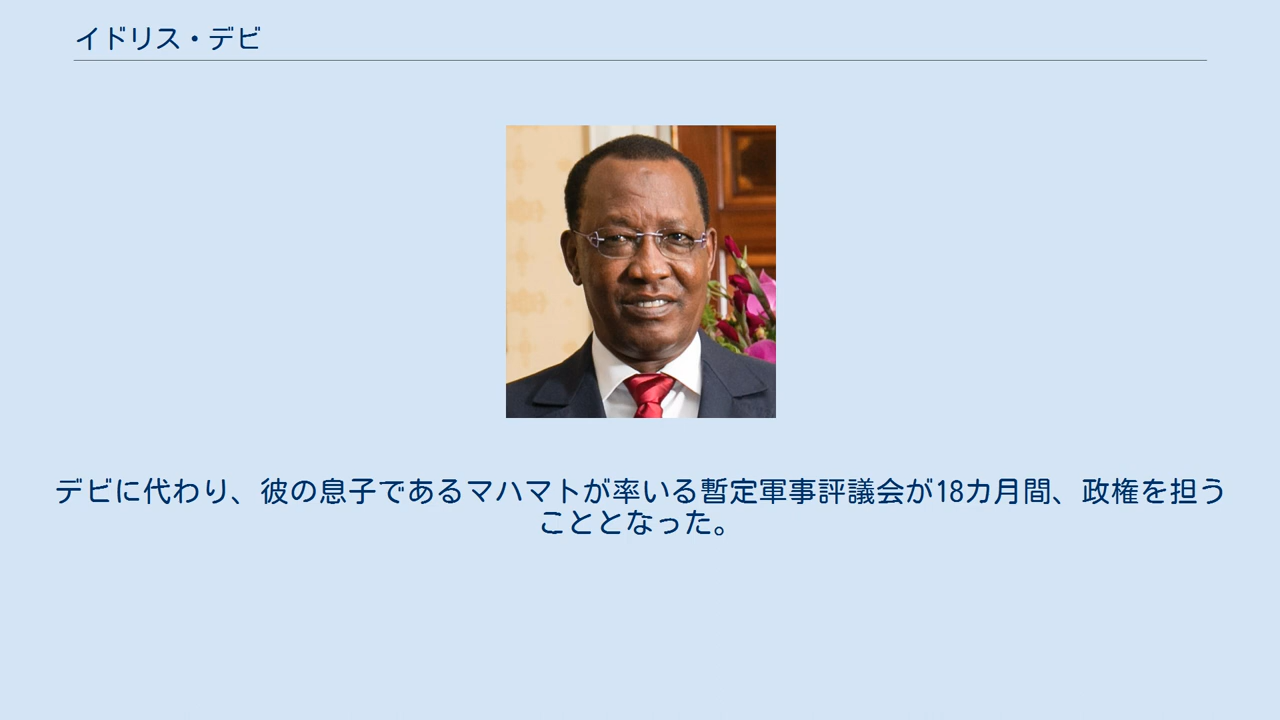 イドリス・デビ
デビに代わり、彼の息子であるマハマトが率いる暫定軍事評議会が18カ月間、政権を担う
こととなった。